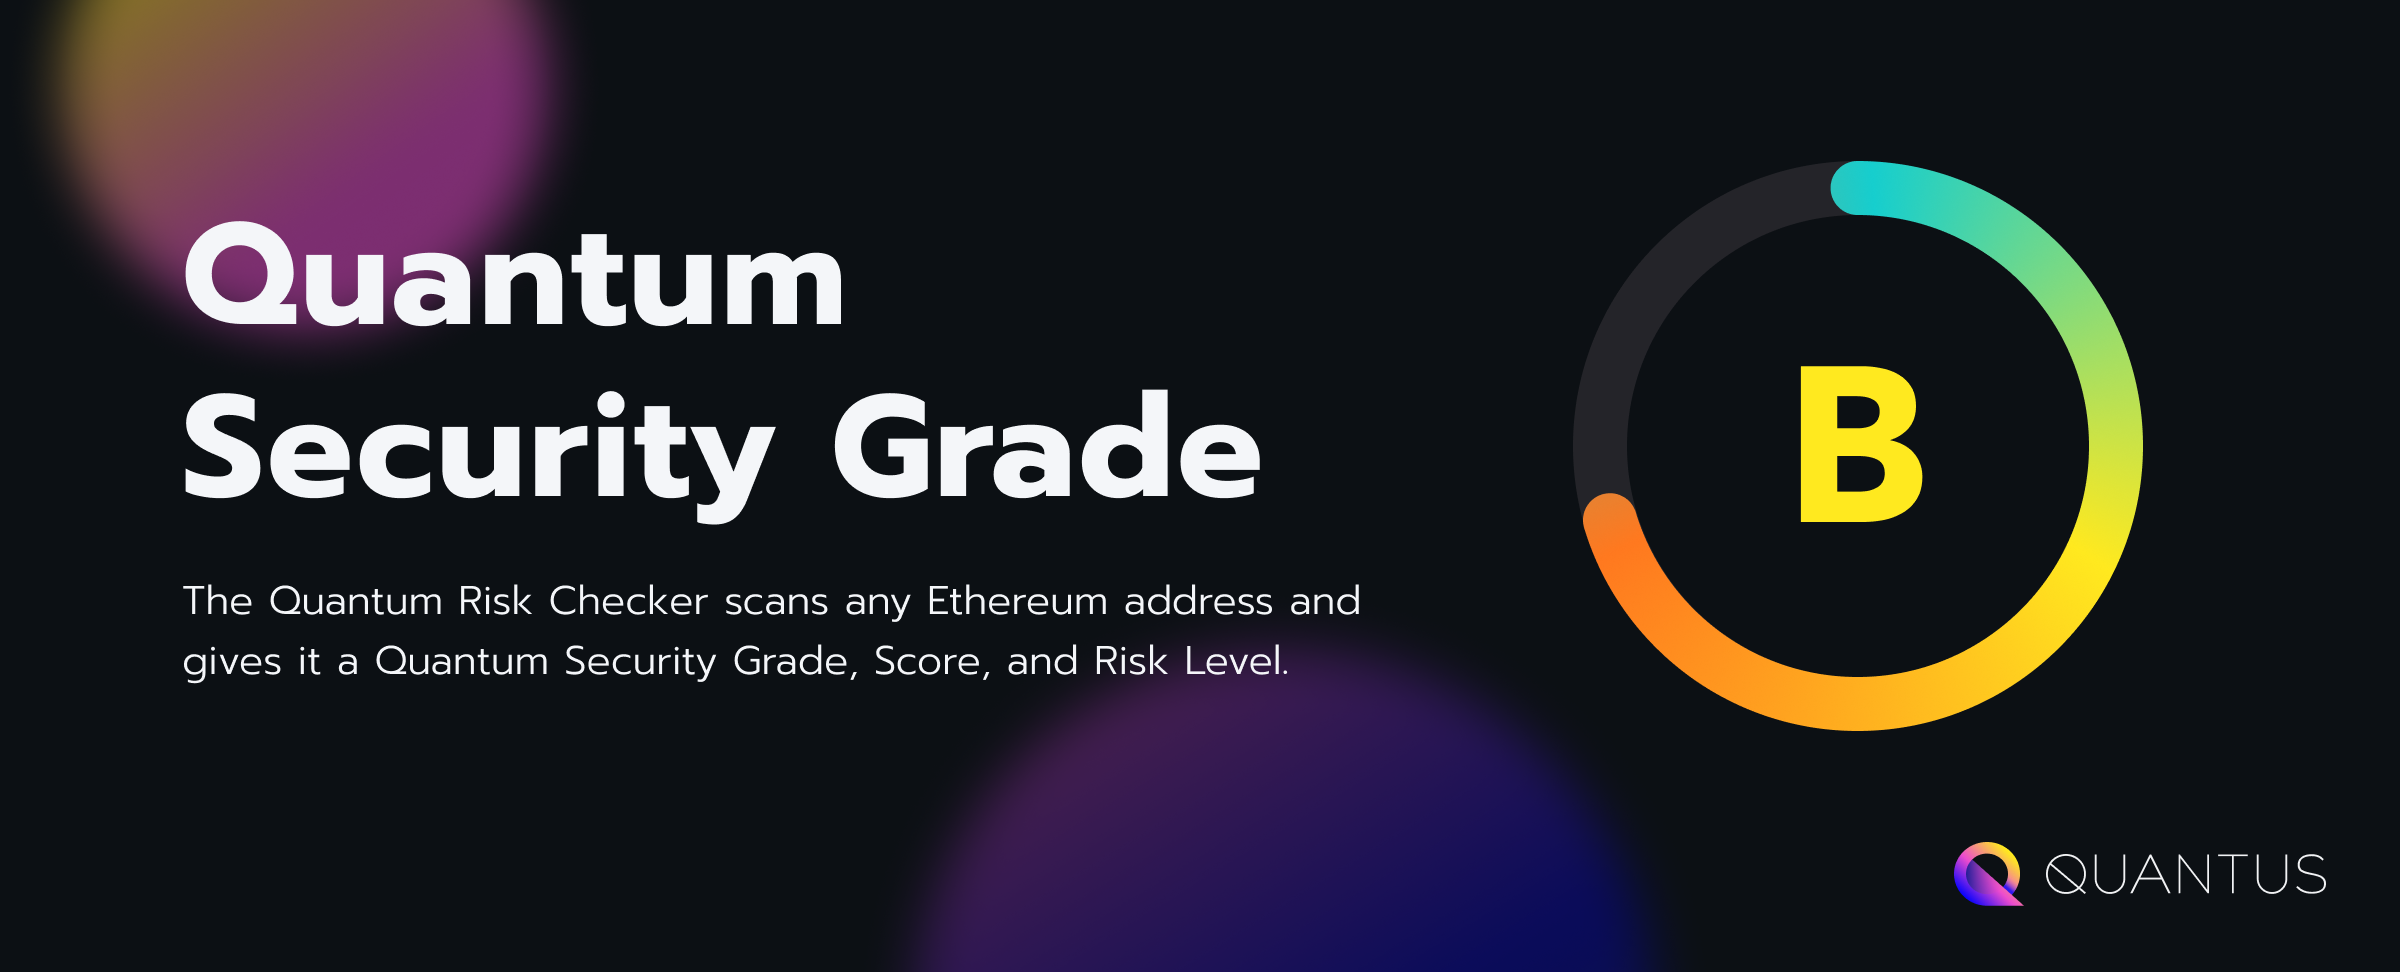 Quantum
Security Grade
The Quantum Risk Checker scans any Ethereum address and
gives it a Quantum Security Grade, Score, and Risk Level.
B
QUANTUS